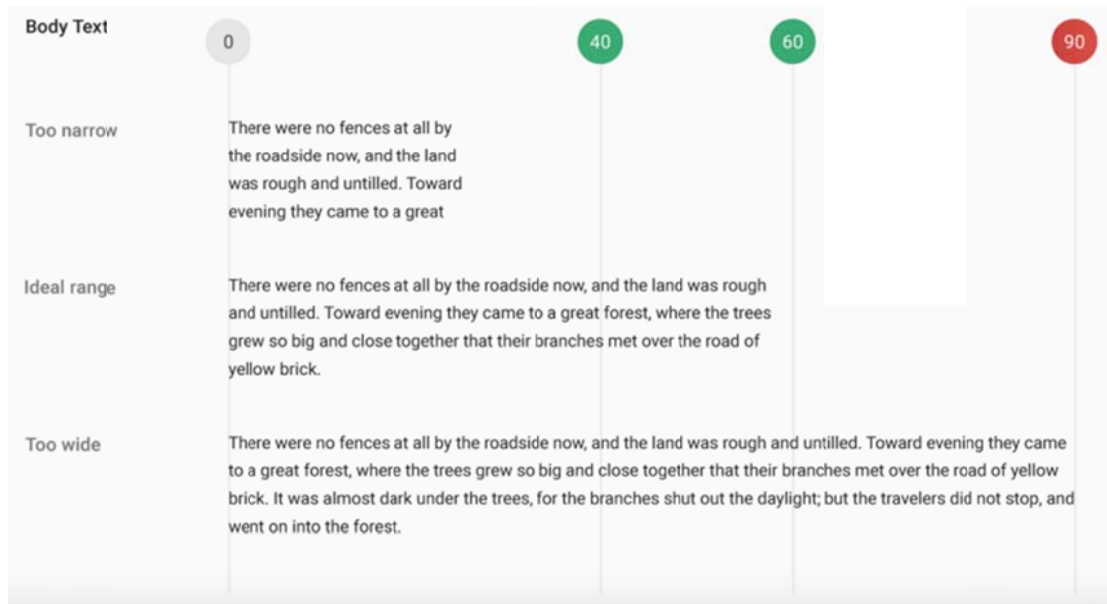 Body Text
0
40
60
90
Too narrow
There were no fences at all by
the roadside now, and the land
was rough and untilled. Toward
evening they came to a great
Ideal range
There were no fences at all by the roadside now, and the land was rough
and untilled. Toward evening they came to a great forest, where the trees
grew so big and close together that their branches met over the road of
yellow brick.
Too wide
There were no fences at all by the roadside now, and the land was rough and untilled. Toward evening they came
to a great forest, where the trees grew so big and close together that their branches met over the road of yellow
brick. It was almost dark under the trees, for the branches shut out the daylight; but the travelers did not stop, and
went on into the forest.